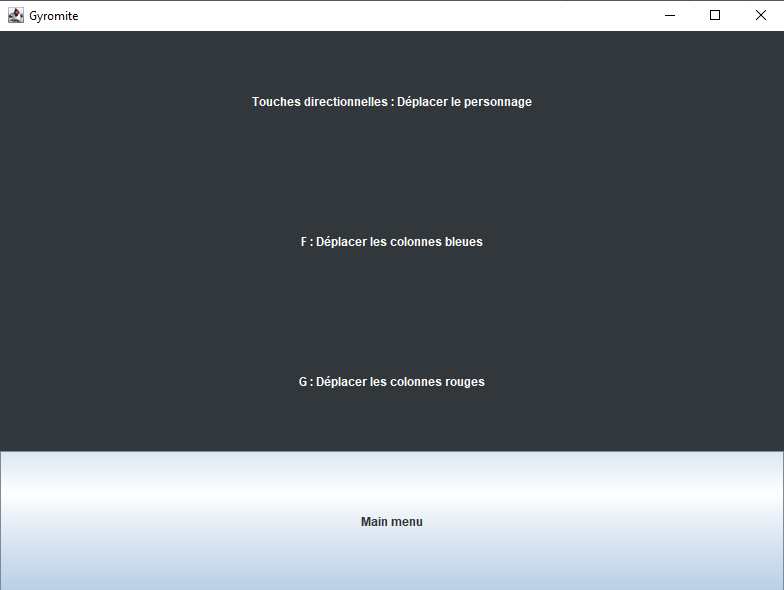 Gyromite
Touches directionnelles : Déplacer le personnage
F : Déplacer les colonnes bleues
G : Déplacer les colonnes rouges
Main menu